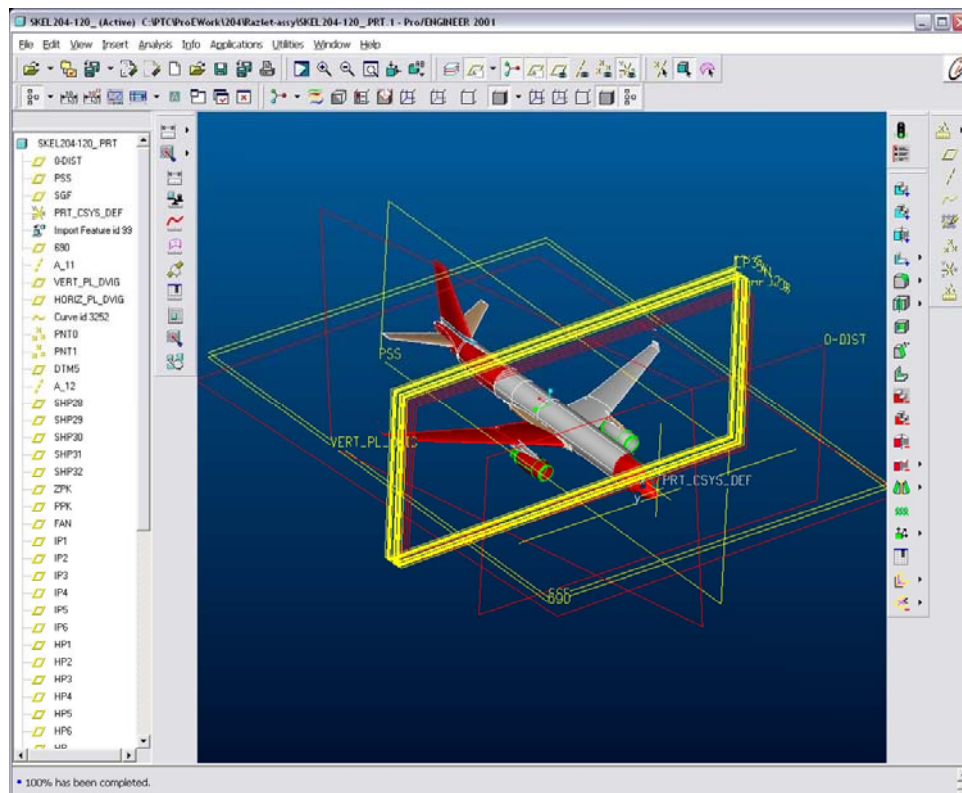 SKEL204-120_ (Active) C:\PTC\ProEWork\204\Razlet-assy\SKEL204-120_PRT.1 - Pro/ENGINEER 2001
File Edit View Insert Analysis Info Applications Utilities Window Help
SKEL204-120_PRT
0-DIST
PSS
SGF
PRT_CSYS_DEF
Import Feature id 99
690
A_11
VERT_PL_DVIG
HORIZ_PL_DVIG
Curve id 3252
PNT0
PNT1
DTM5
A_12
SHP28
SHP29
SHP30
SHP31
SHP32
ZPK
PPK
FAN
IP1
IP2
IP3
IP4
IP5
IP6
HP1
HP2
HP3
HP4
HP5
HP6
HP
0-DIST
PSS
VERT_PL_DVIG
PRT_CSYS_DEF
y
690
100% has been completed.